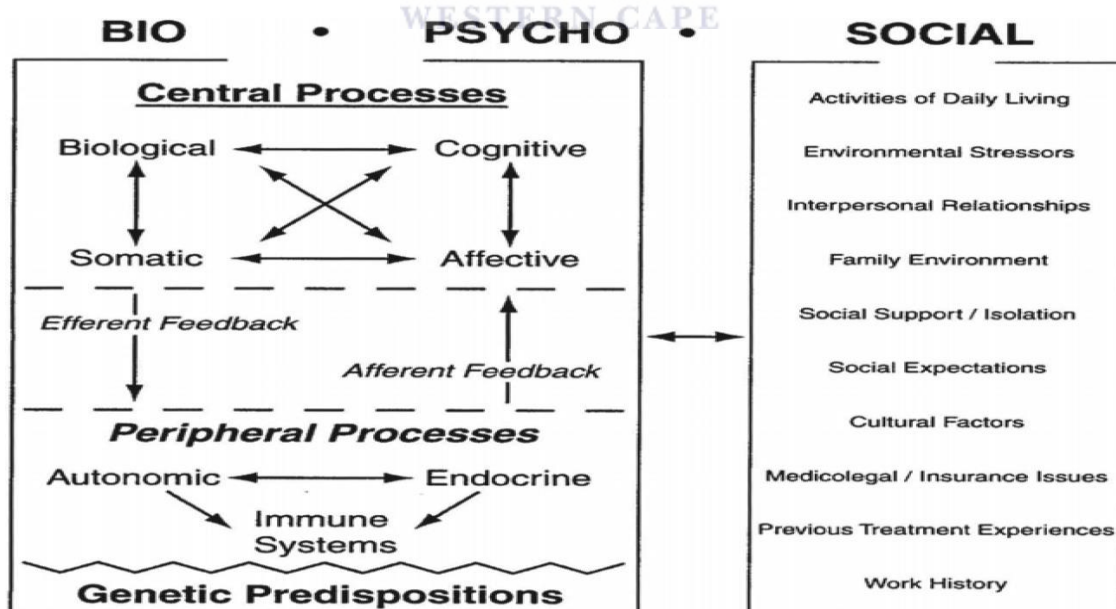 WESTERN CAPE
BIO • PSYCHO • SOCIAL
Central Processes
Biological Cognitive
Somatic Affective
Efferent Feedback
Afferent Feedback
Peripheral Processes
Autonomic Endocrine
Immune
Systems
Genetic Predispositions
Activities of Daily Living
Environmental Stressors
Interpersonal Relationships
Family Environment
Social Support / Isolation
Social Expectations
Cultural Factors
Medicolegal / Insurance Issues
Previous Treatment Experiences
Work History